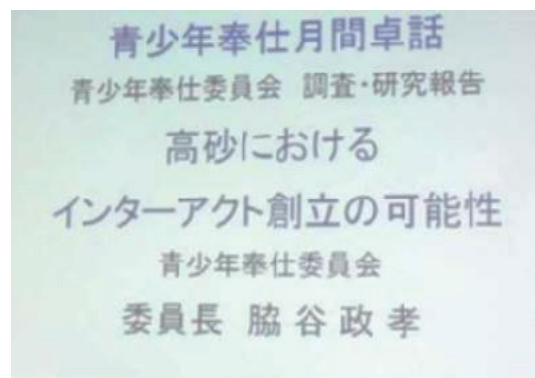 青少年奉仕月間卓話
青少年奉仕委員会 調査・研究報告
高砂における
インターアクト創立の可能性
青少年奉仕委員会
委員長 脇谷政孝